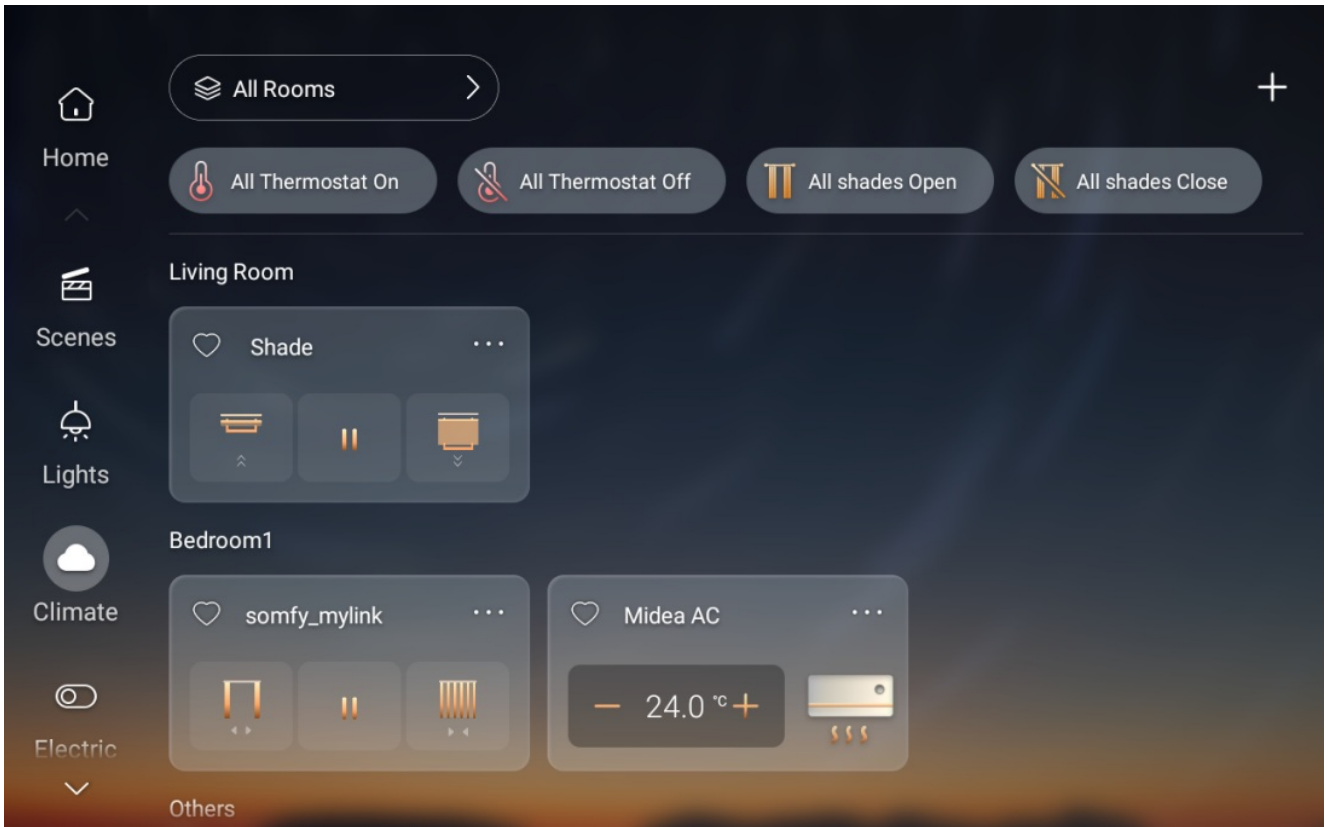 All Rooms
Home
All Thermostat On
All Thermostat Off
All shades Open
All shades Close
Living Room
Scenes
Shade
Lights
Bedroom1
Climate
somfy_mylink
Midea AC
24.0 °C
Electric
Others